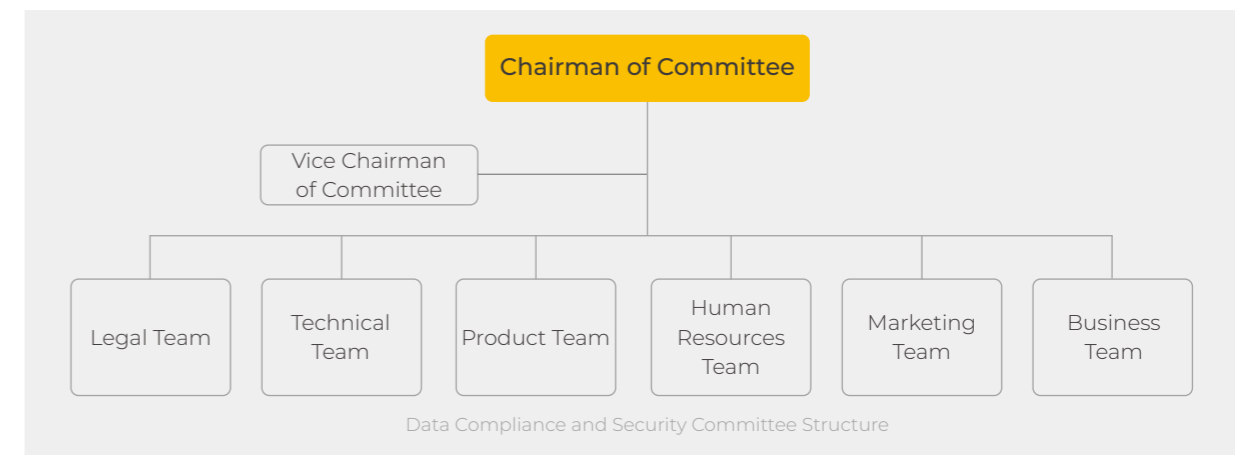 Chairman of Committee
Vice Chairman
of Committee
Legal Team
Technical
Team
Product Team
Human
Resources
Team
Marketing
Team
Business
Team
Data Compliance and Security Committee Structure